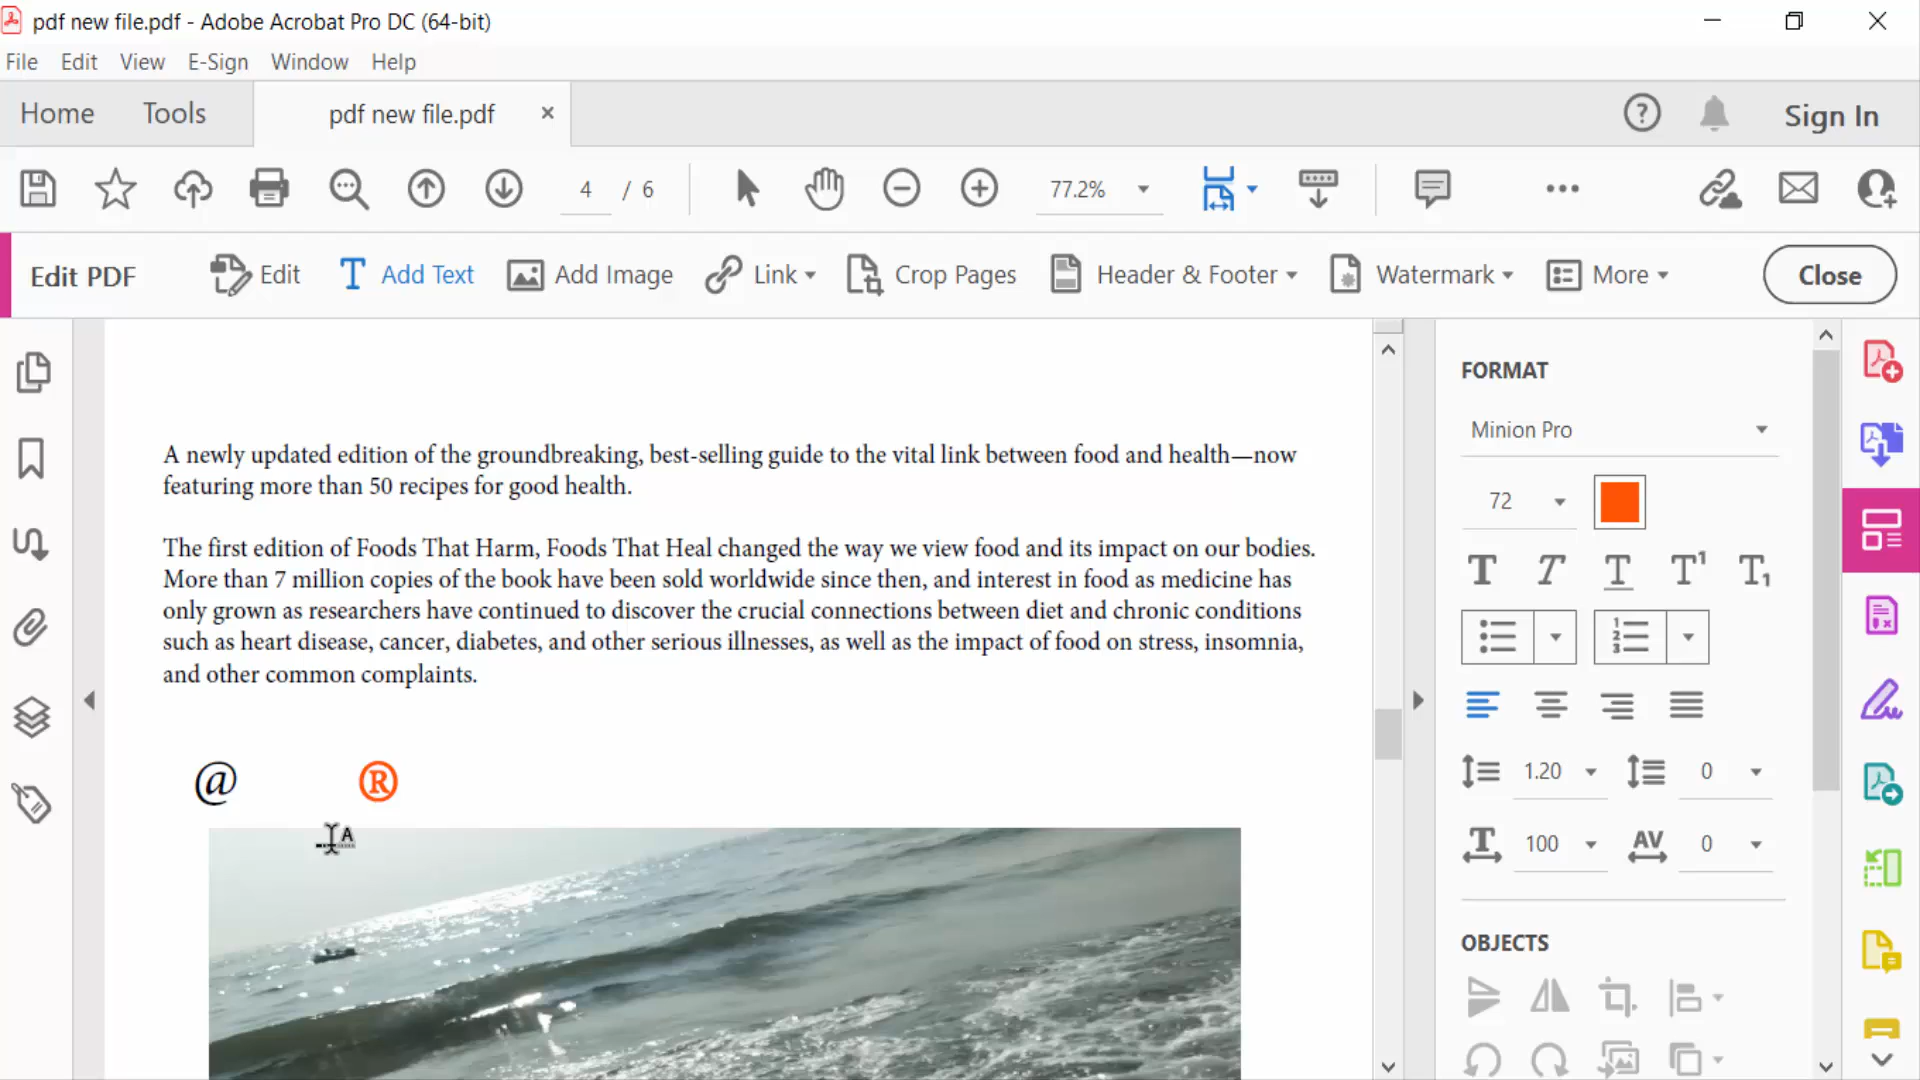 pdf new file.pdf - Adobe Acrobat Pro DC (64-bit)
File Edit View E-Sign Window Help
Home Tools pdf new file.pdf × Sign In
4 / 6 77.2%
Edit PDF Edit Add Text Add Image Link Crop Pages Header & Footer Watermark More Close
FORMAT
Minion Pro
72
1.20 0
100 0
OBJECTS
A newly updated edition of the groundbreaking, best-selling guide to the vital link between food and health—now
featuring more than 50 recipes for good health.
The first edition of Foods That Harm, Foods That Heal changed the way we view food and its impact on our bodies.
More than 7 million copies of the book have been sold worldwide since then, and interest in food as medicine has
only grown as researchers have continued to discover the crucial connections between diet and chronic conditions
such as heart disease, cancer, diabetes, and other serious illnesses, as well as the impact of food on stress, insomnia,
and other common complaints.
@ ®